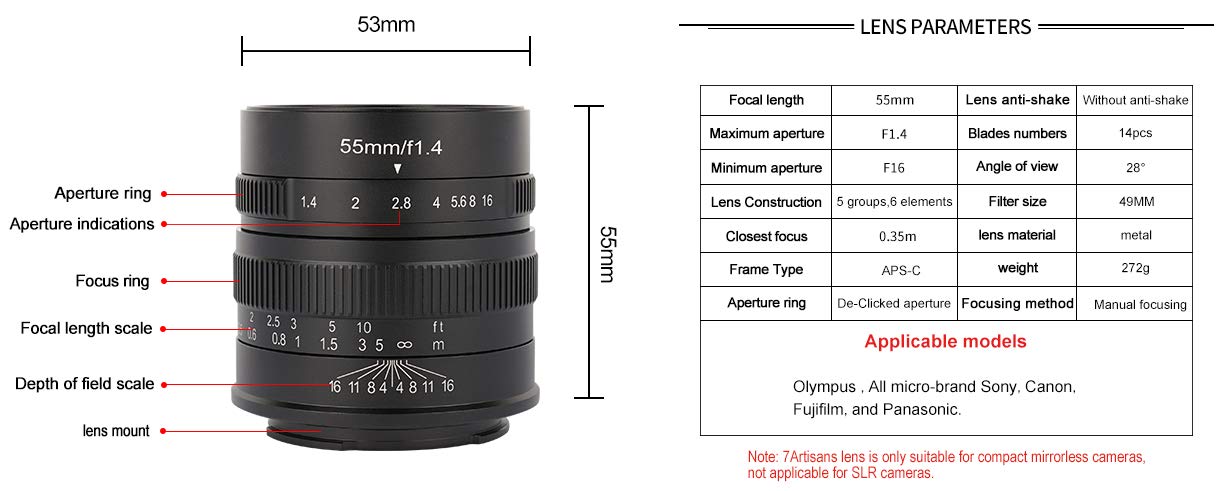 53mm
55mm/f1.4
1.4 2 2.8 4 5.6 8 16
Aperture ring
Aperture indications
Focus ring
Focal length scale
Depth of field scale
lens mount
2 2.5 3 5 10 ft
0.6 0.8 1 1.5 3 5 ∞ m
16 11 8 4 4 8 11 16
55mm
LENS PARAMETERS
Focal length 55mm Lens anti-shake Without anti-shake
Maximum aperture F1.4 Blades numbers 14pcs
Minimum aperture F16 Angle of view 28°
Lens Construction 5 groups,6 elements Filter size 49MM
Closest focus 0.35m lens material metal
Frame Type APS-C weight 272g
Aperture ring De-Clicked aperture Focusing method Manual focusing
Applicable models
Olympus , All micro-brand Sony, Canon,
Fujifilm, and Panasonic.
Note: 7Artisans lens is only suitable for compact mirrorless cameras,
not applicable for SLR cameras.